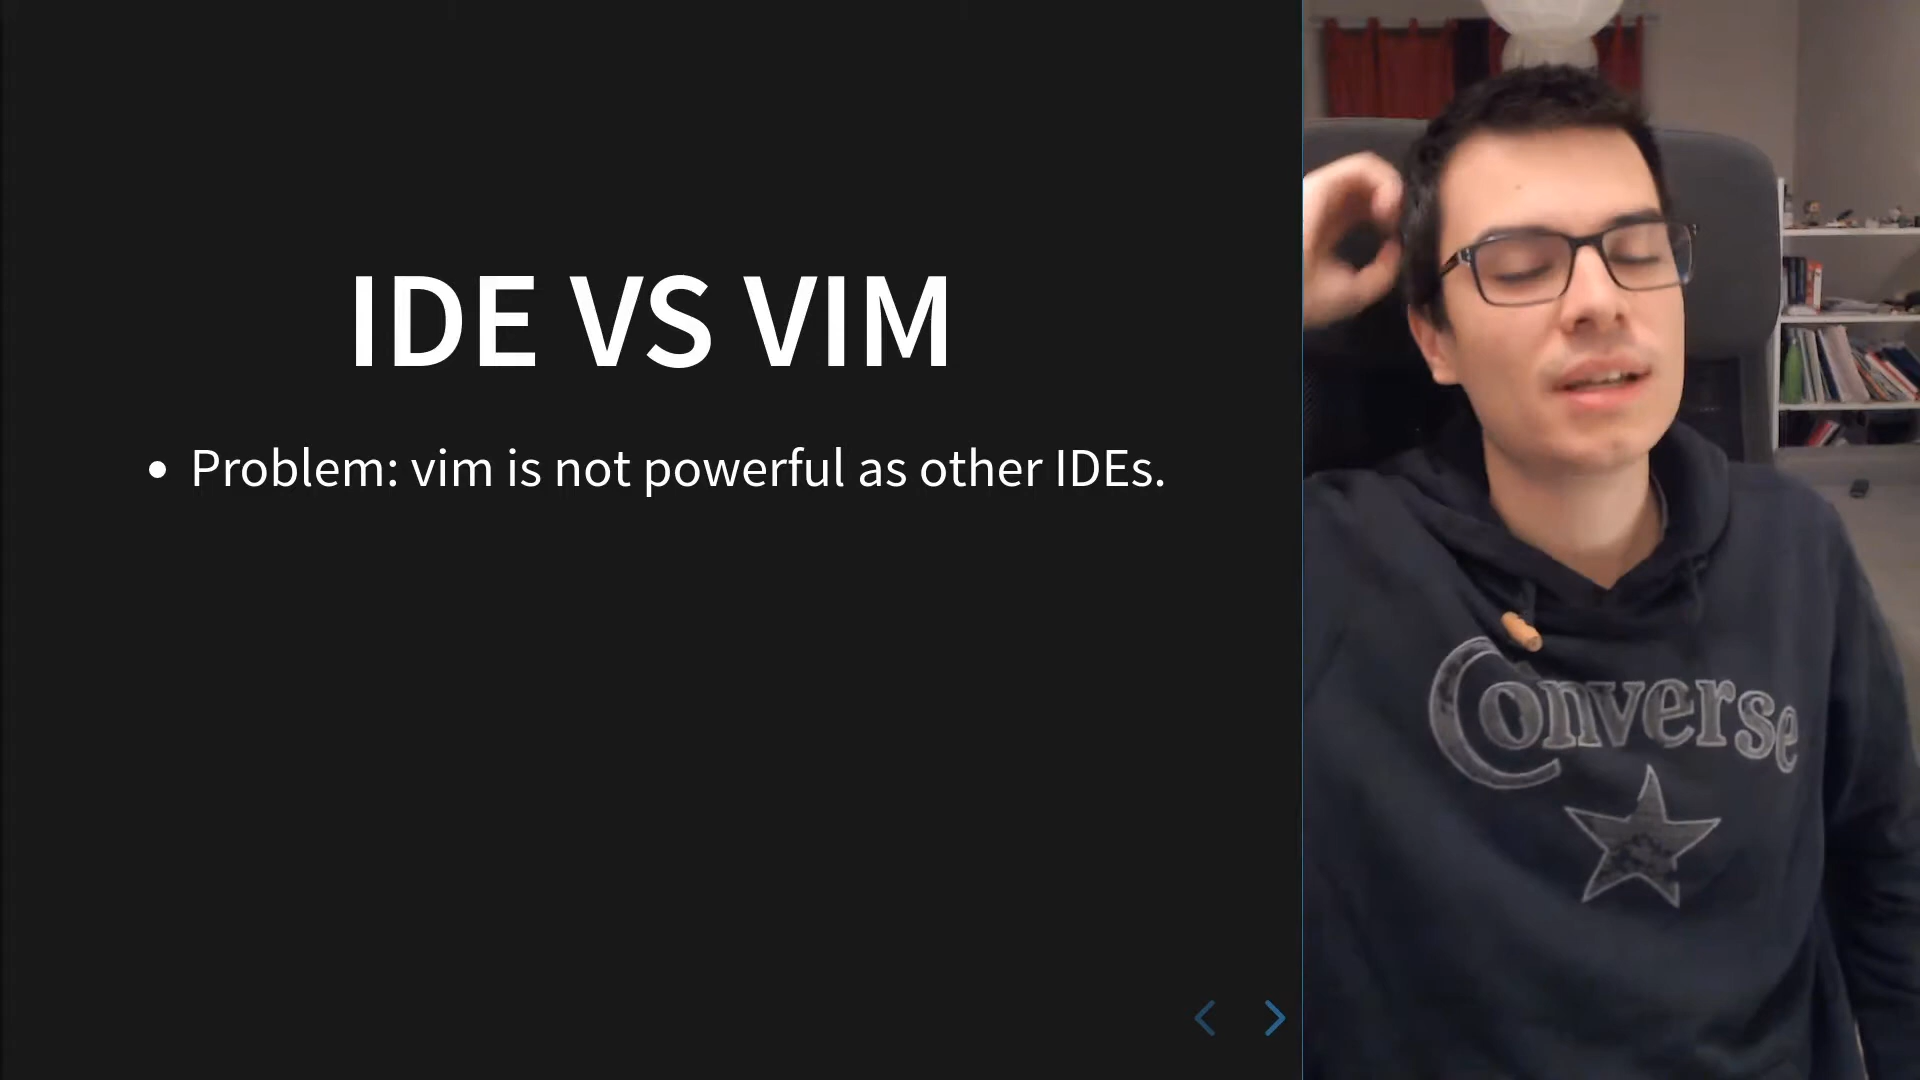 IDE VS VIM
• Problem: vim is not powerful as other IDEs.
Converse